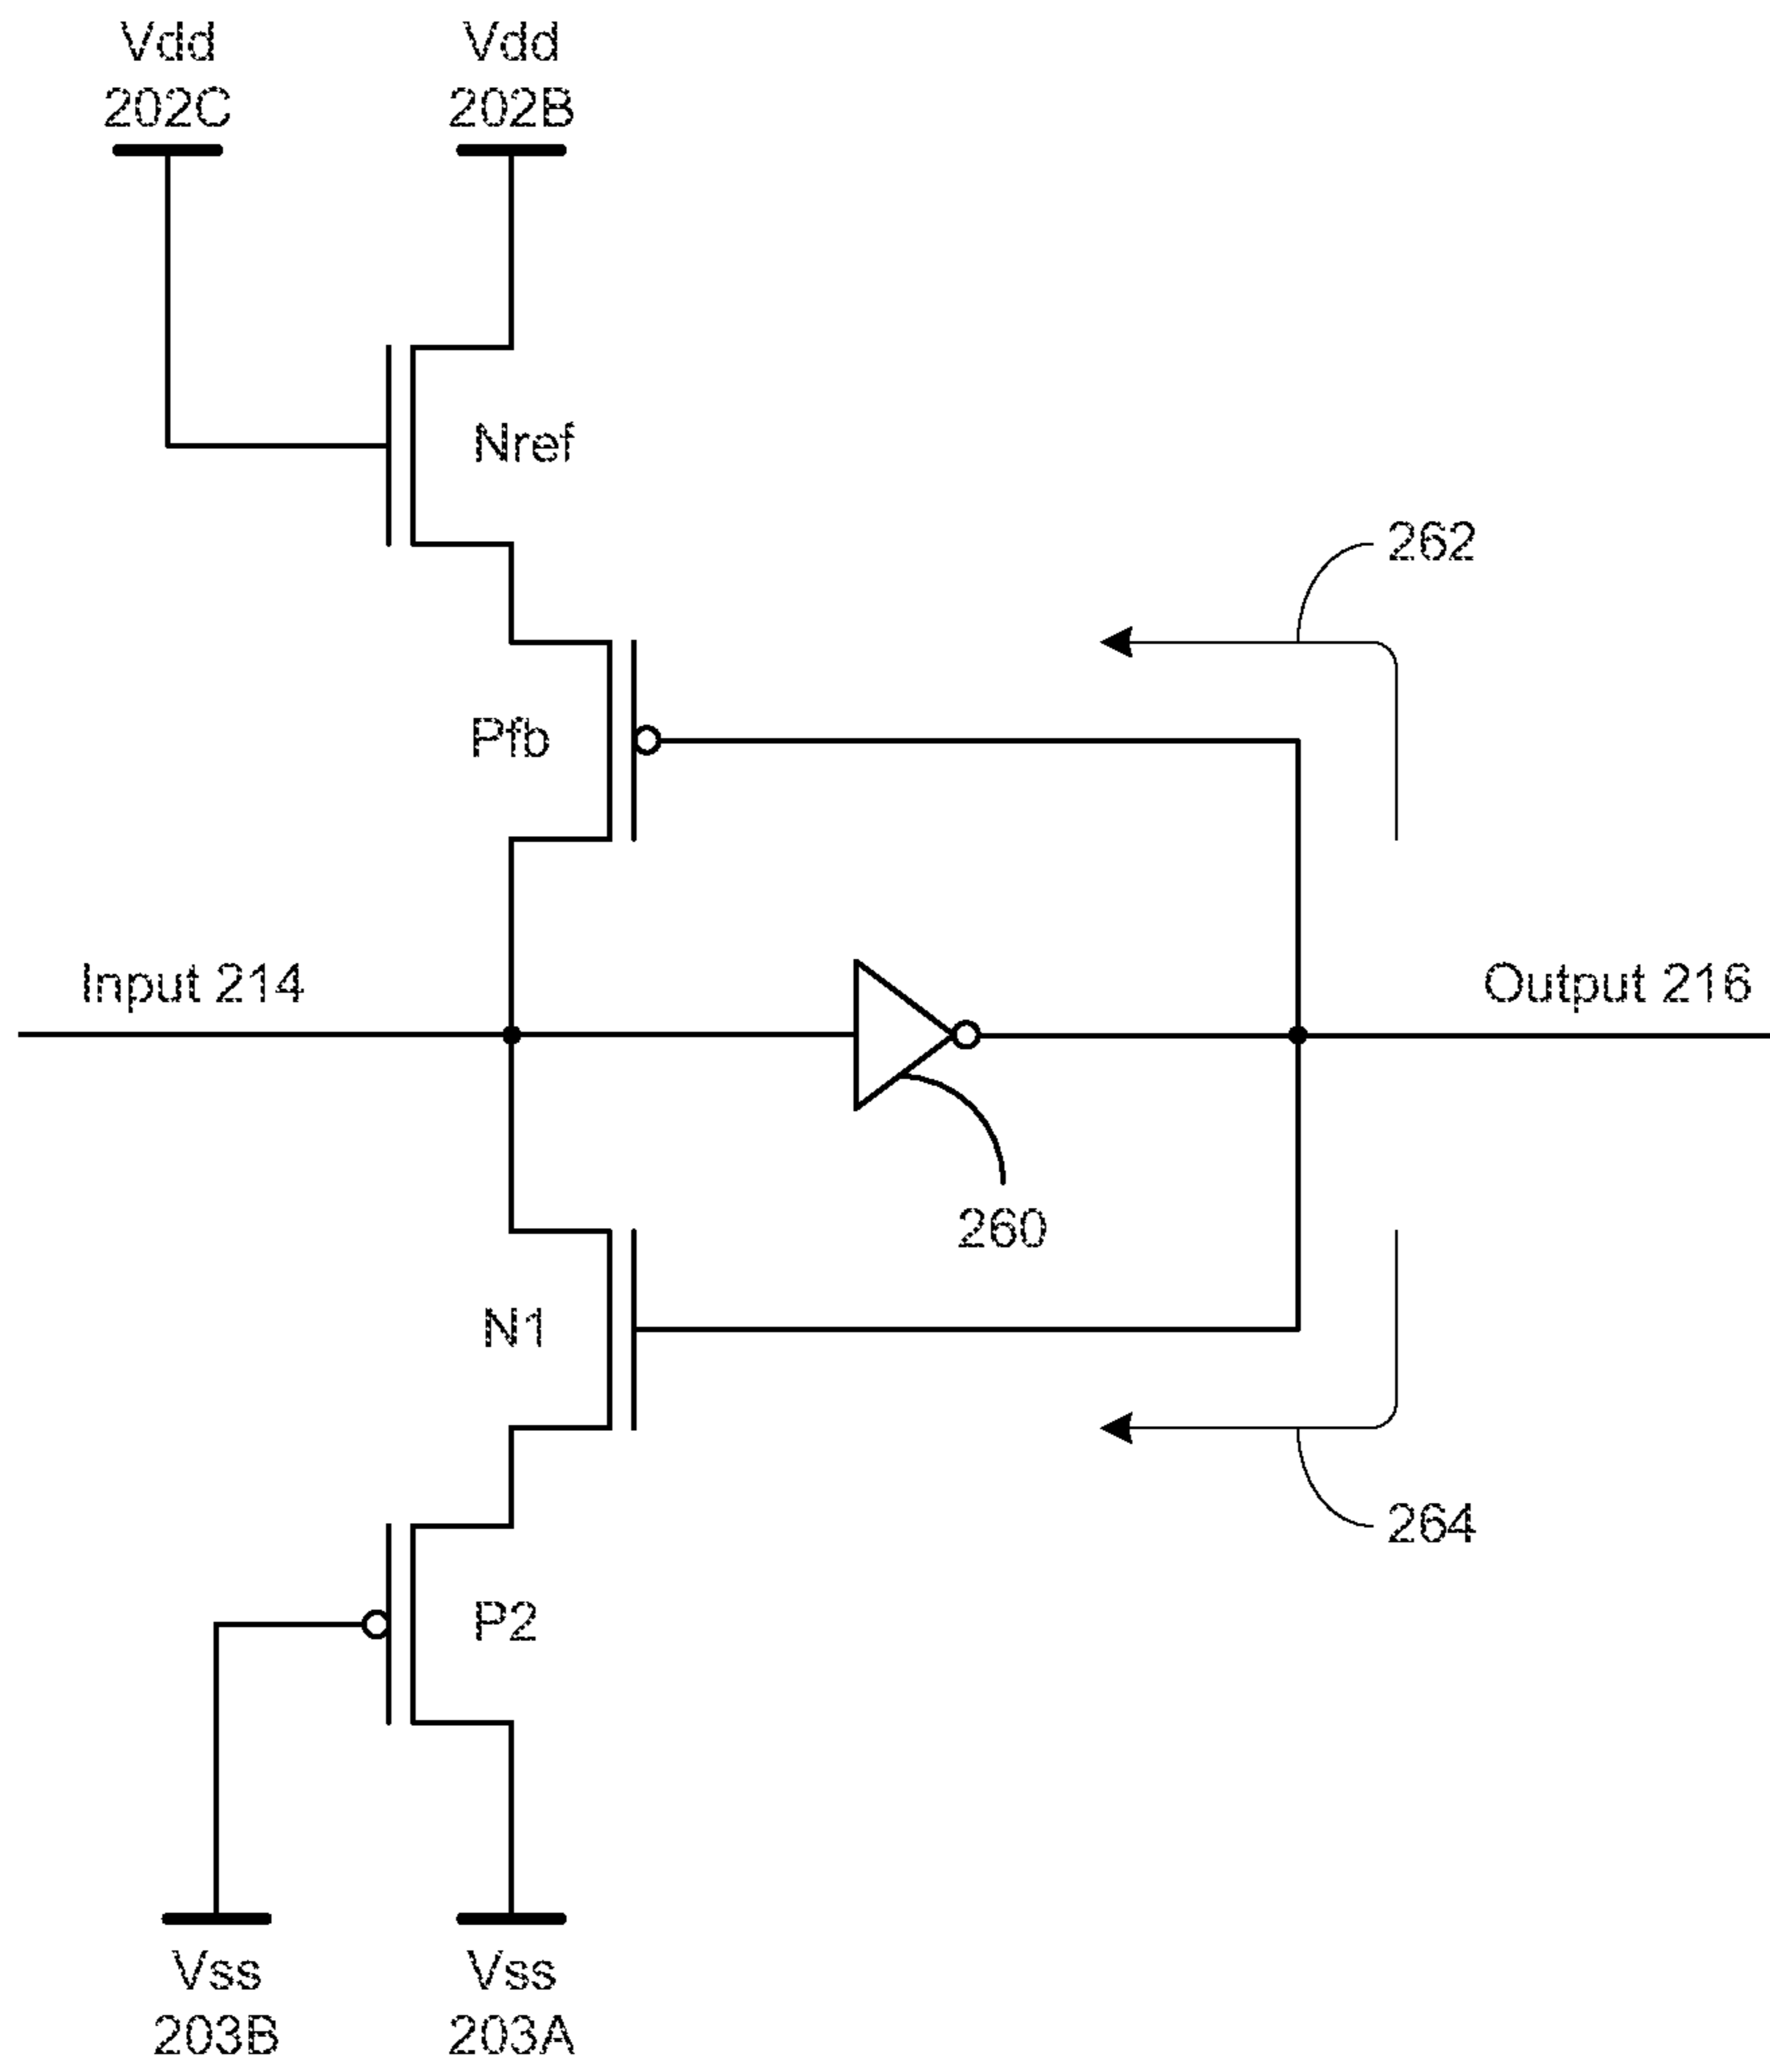 Vdd
202C
Vdd
202B
Nref
262
Pfb
Input 214
Output 216
260
N1
264
P2
Vss
203B
Vss
203A